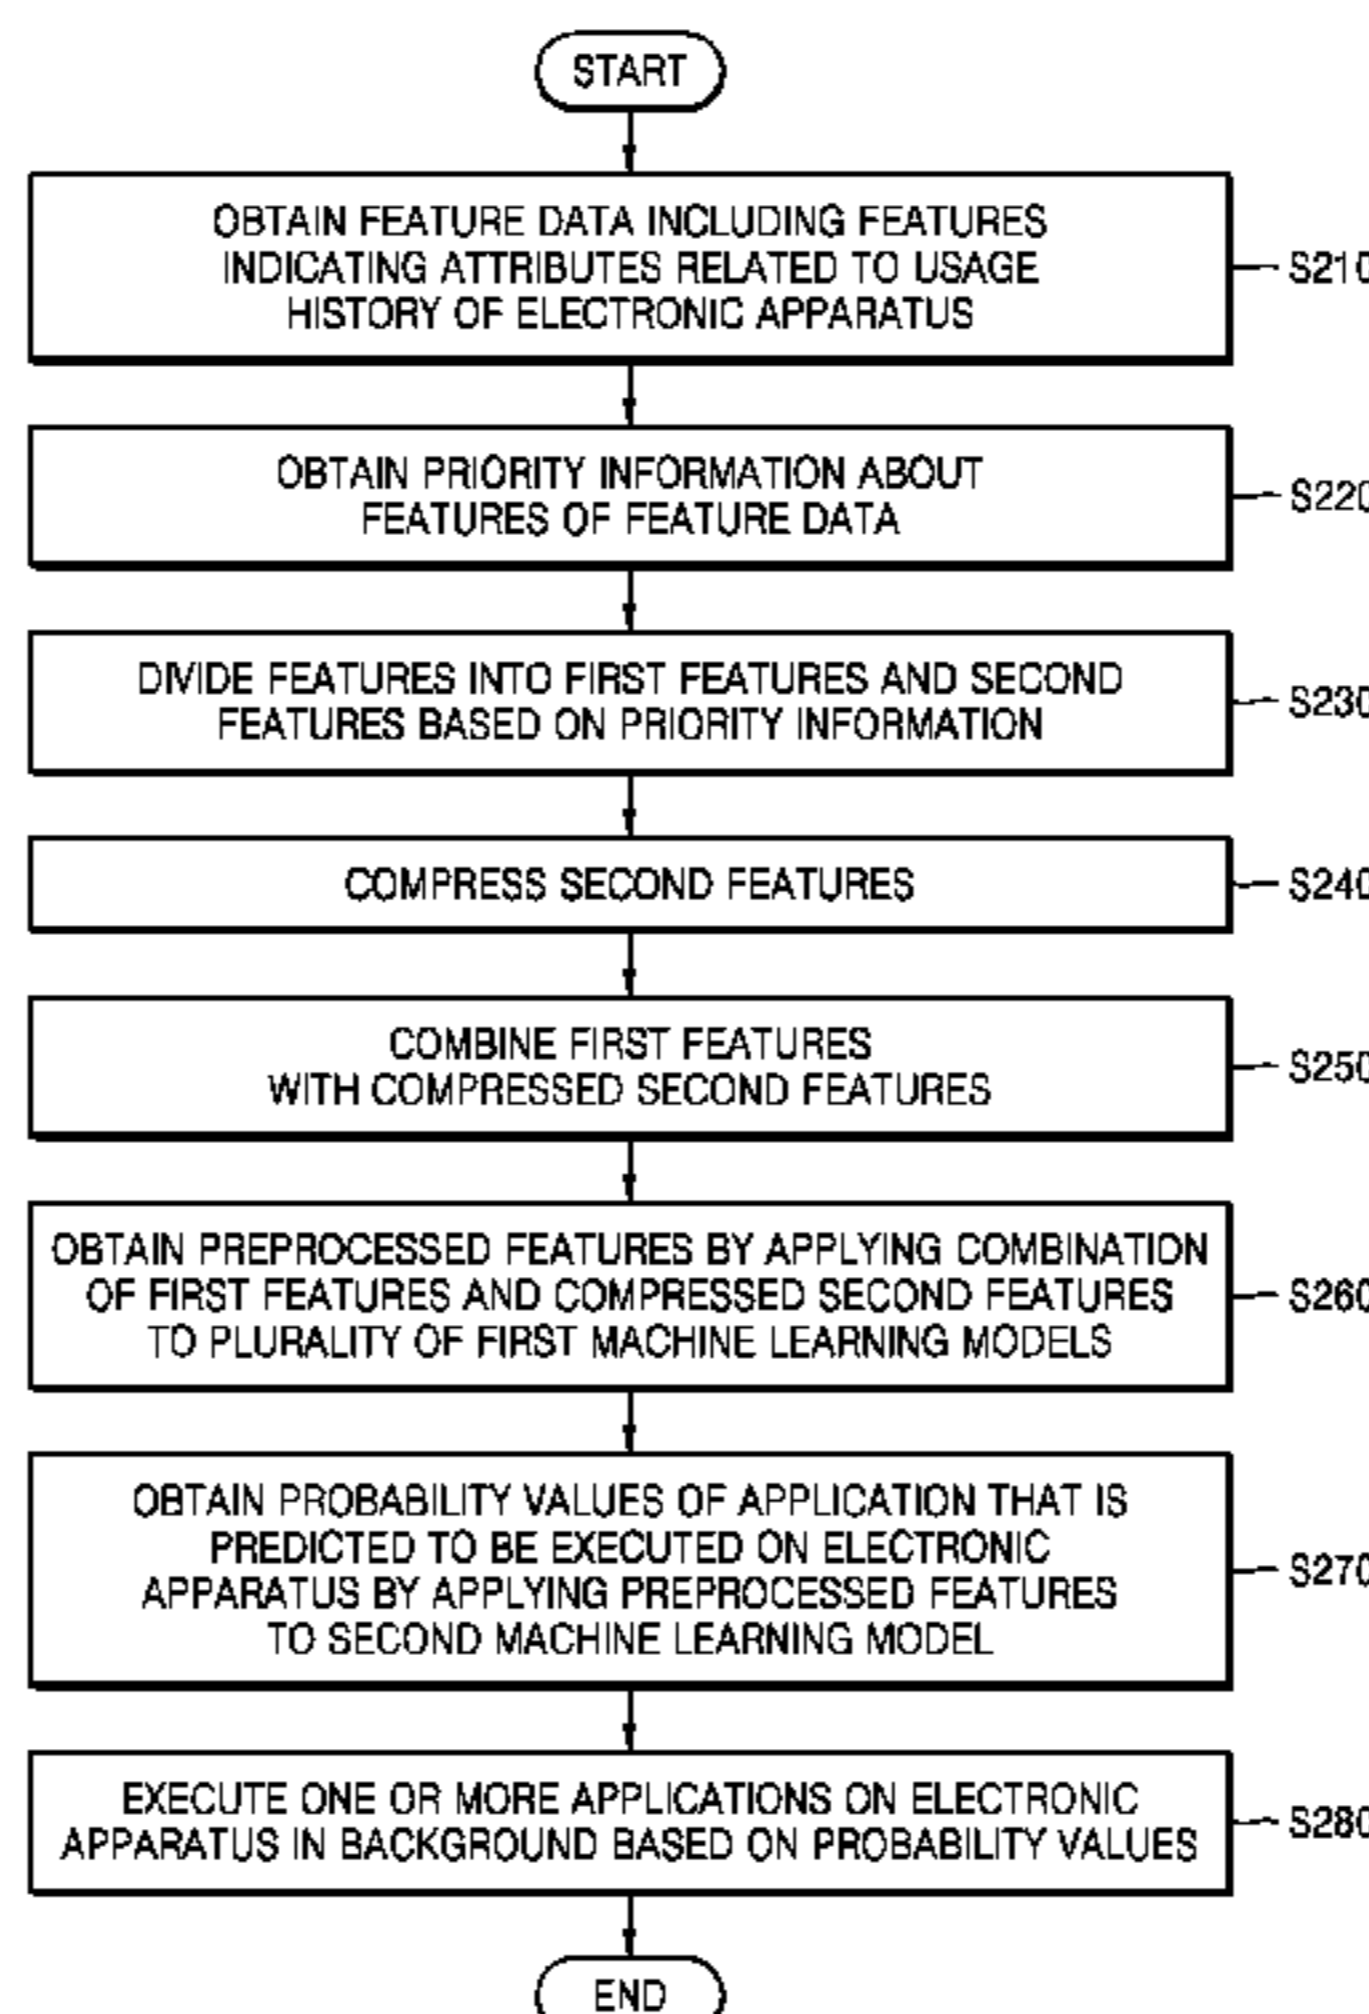 START
OBTAIN FEATURE DATA INCLUDING FEATURES
INDICATING ATTRIBUTES RELATED TO USAGE
HISTORY OF ELECTRONIC APPARATUS
S210
OBTAIN PRIORITY INFORMATION ABOUT
FEATURES OF FEATURE DATA
S220
DIVIDE FEATURES INTO FIRST FEATURES AND SECOND
FEATURES BASED ON PRIORITY INFORMATION
S230
COMPRESS SECOND FEATURES
S240
COMBINE FIRST FEATURES
WITH COMPRESSED SECOND FEATURES
S250
OBTAIN PREPROCESSED FEATURES BY APPLYING COMBINATION
OF FIRST FEATURES AND COMPRESSED SECOND FEATURES
TO PLURALITY OF FIRST MACHINE LEARNING MODELS
S260
OBTAIN PROBABILITY VALUES OF APPLICATION THAT IS
PREDICTED TO BE EXECUTED ON ELECTRONIC
APPARATUS BY APPLYING PREPROCESSED FEATURES
TO SECOND MACHINE LEARNING MODEL
S270
EXECUTE ONE OR MORE APPLICATIONS ON ELECTRONIC
APPARATUS IN BACKGROUND BASED ON PROBABILITY VALUES
S280
END